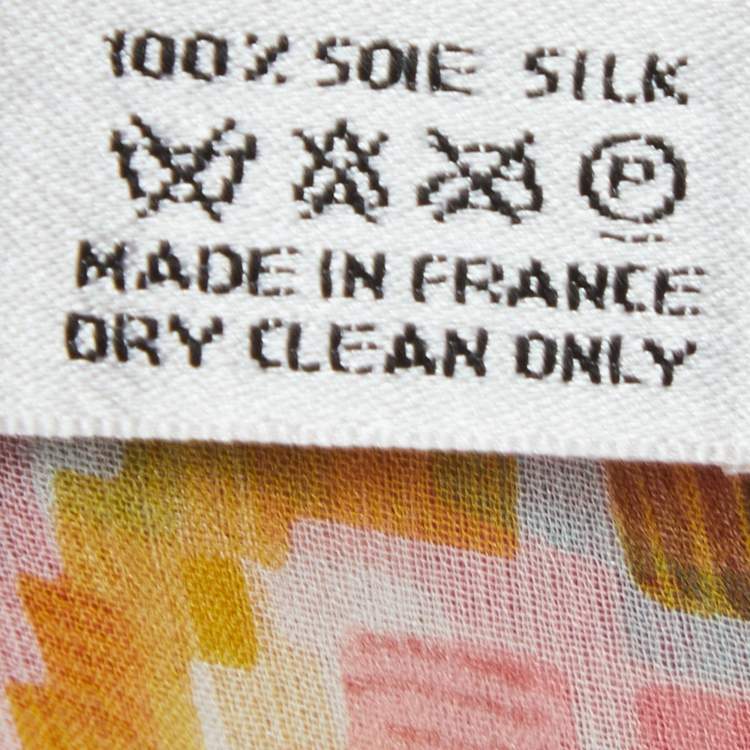 100% SOIE SILK
P
MADE IN FRANCE
DRY CLEAN ONLY